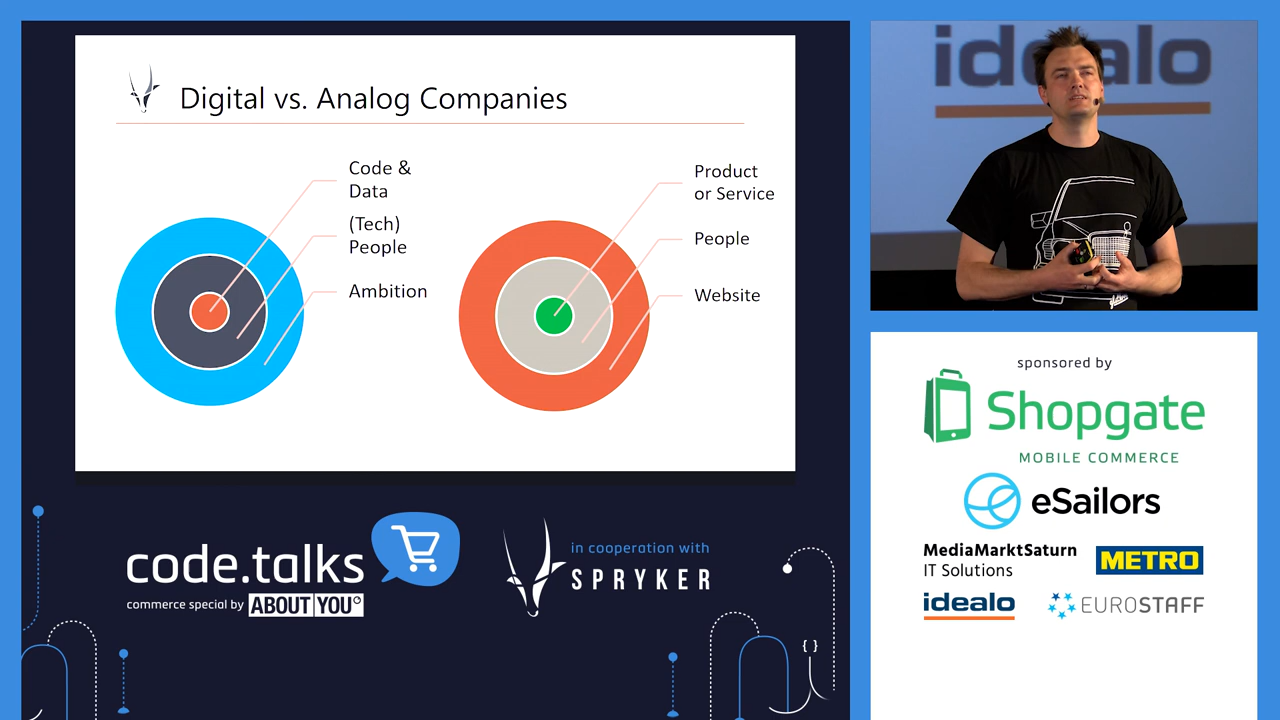 Digital vs. Analog Companies
Code &
Data
(Tech)
People
Ambition
Product
or Service
People
Website
code.talks
commerce special by ABOUT YOU°
in cooperation with
SPRYKER
{ }
idealo
sponsored by
Shopgate
MOBILE COMMERCE
eSailors
MediaMarktSaturn
IT Solutions
METRO
idealo
EUROSTAFF